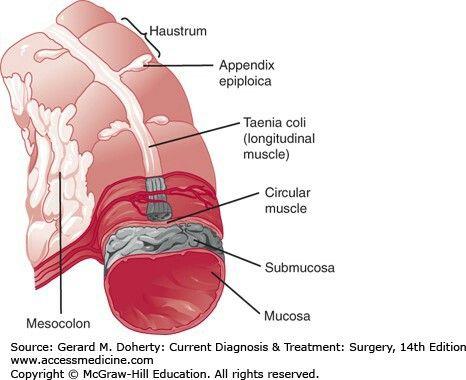 Haustrum
Appendix
epiploica
Taenia coli
(longitudinal
muscle)
Circular
muscle
Submucosa
Mucosa
Mesocolon
Source: Gerard M. Doherty: Current Diagnosis & Treatment: Surgery, 14th Edition
www.accessmedicine.com
Copyright © McGraw-Hill Education. All rights reserved.